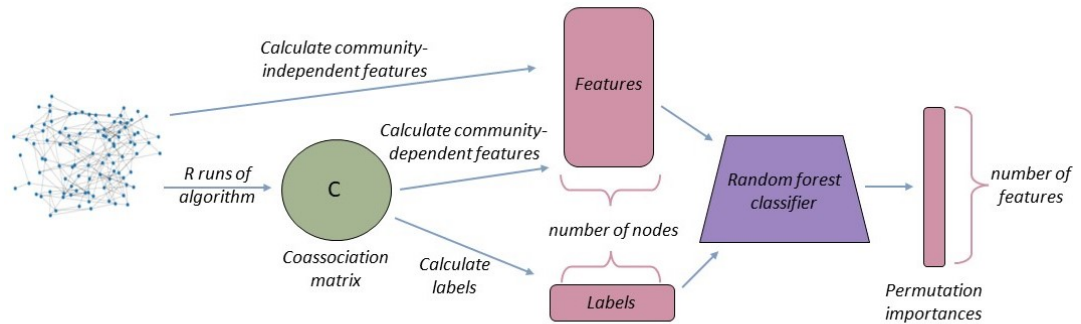 Calculate community-
independent features
Features
Calculate community-
dependent features
R runs of
algorithm
C
Coassociation
matrix
Calculate
labels
number of nodes
Labels
Random forest
classifier
number of
features
Permutation
importances